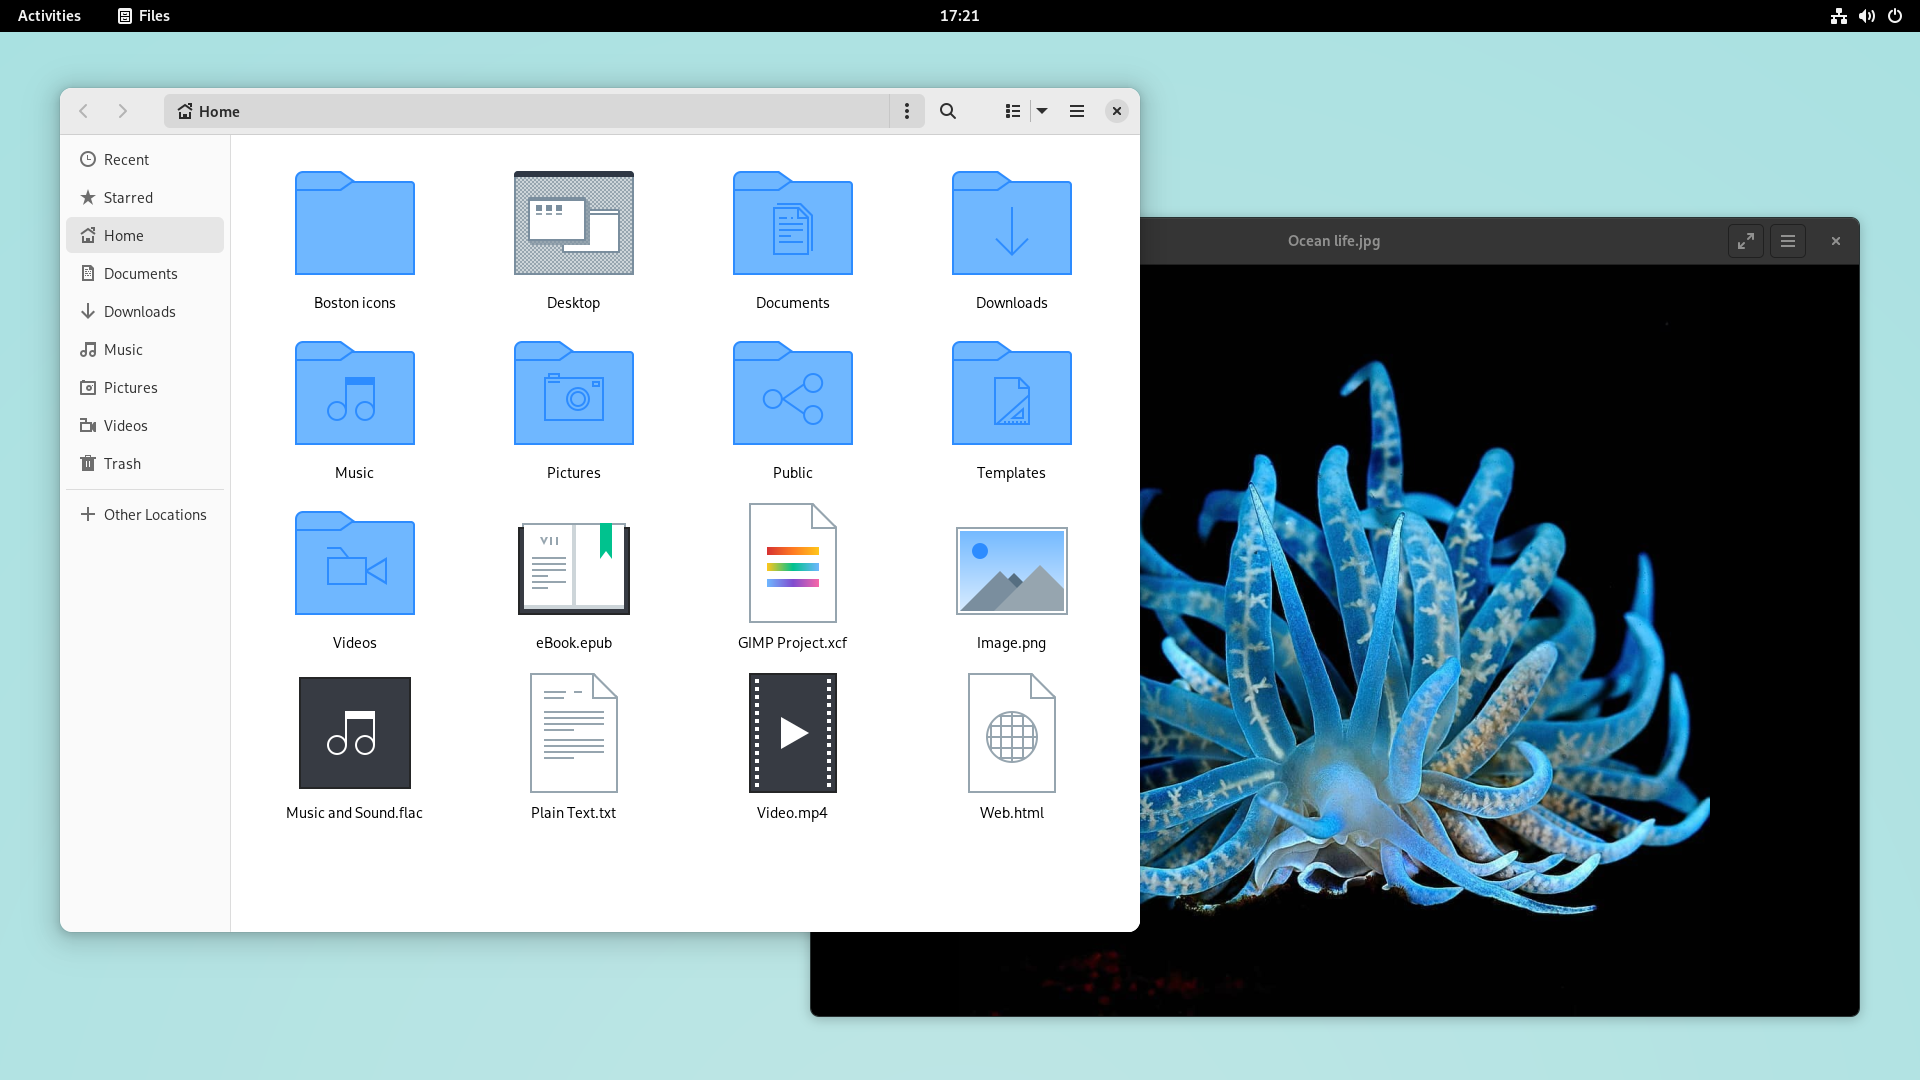 Activities
Files
17:21
Home
Recent
Starred
Home
Documents
Downloads
Music
Pictures
Videos
Trash
Other Locations
Boston icons
Desktop
Documents
Downloads
Music
Pictures
Public
Templates
VII
Videos
eBook.epub
GIMP Project.xcf
Image.png
Music and Sound.flac
Plain Text.txt
Video.mp4
Web.html
Ocean life.jpg